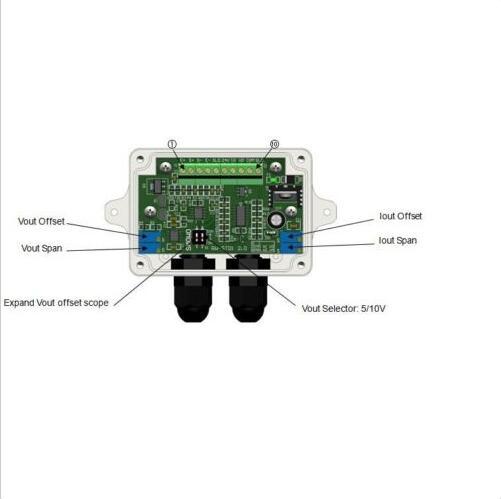 ① ⑩
Vout Offset
Iout Offset
Vout Span
Iout Span
Expand Vout offset scope
Vout Selector: 5/10V